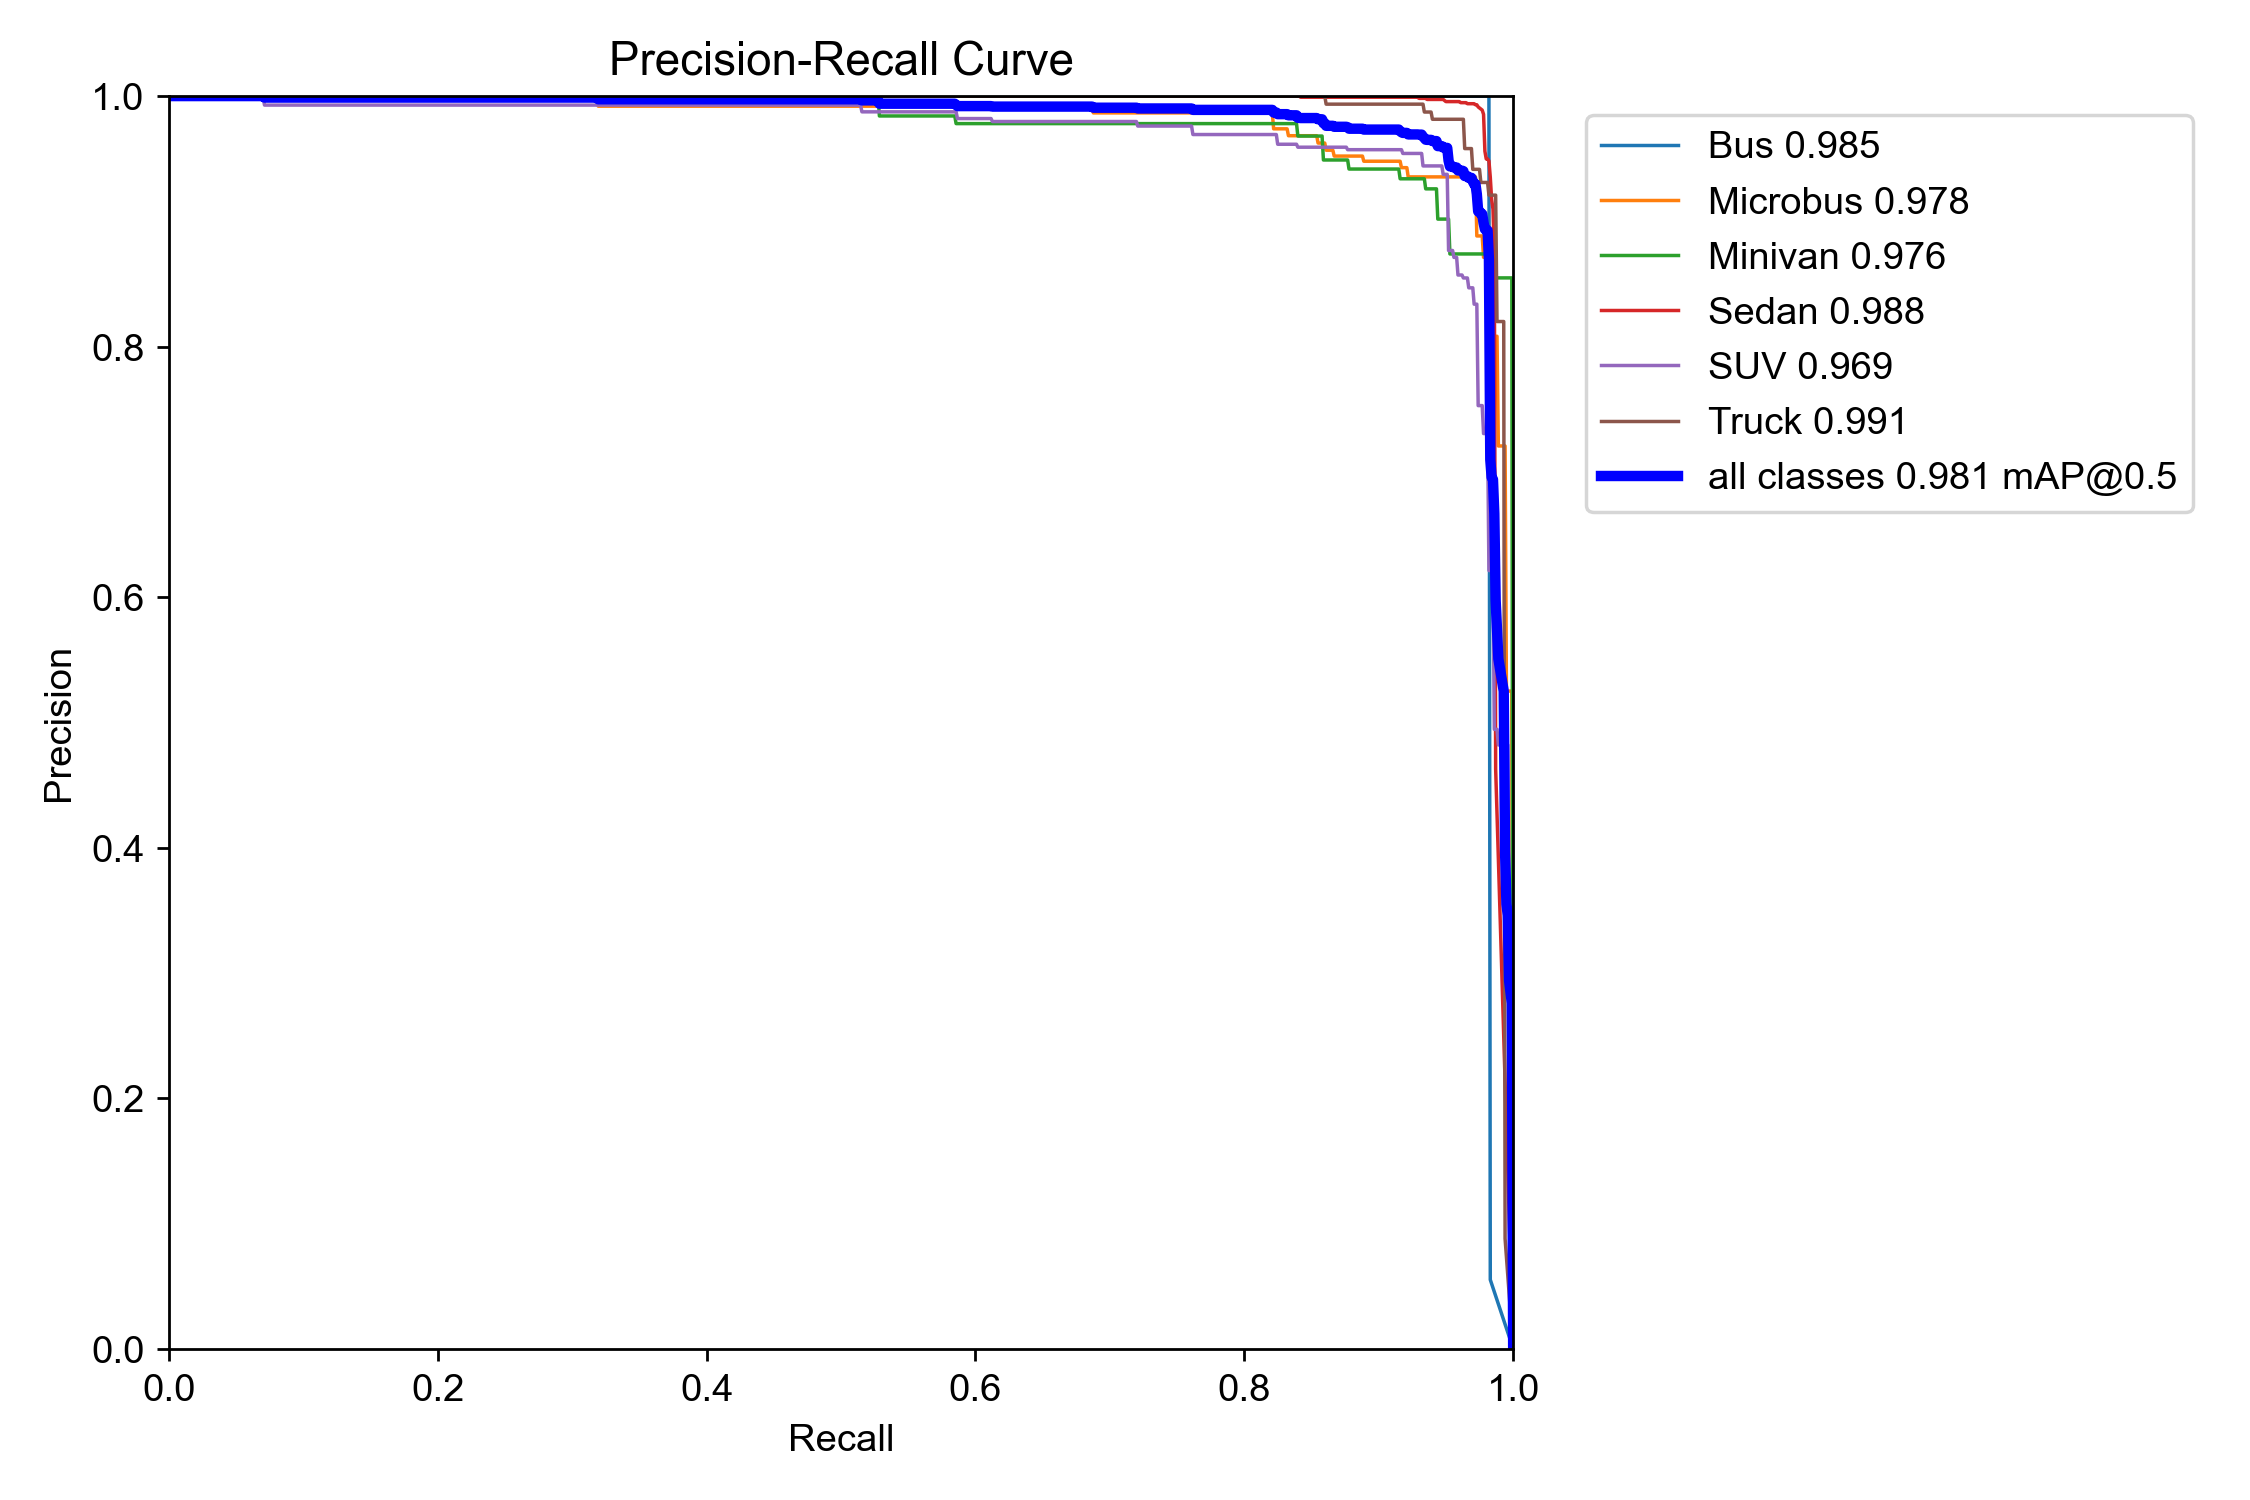 Precision-Recall Curve
1.0
0.8
0.6
0.4
0.2
0.0
Precision
0.0 0.2 0.4 0.6 0.8 1.0
Recall
Bus 0.985
Microbus 0.978
Minivan 0.976
Sedan 0.988
SUV 0.969
Truck 0.991
all classes 0.981 mAP@0.5